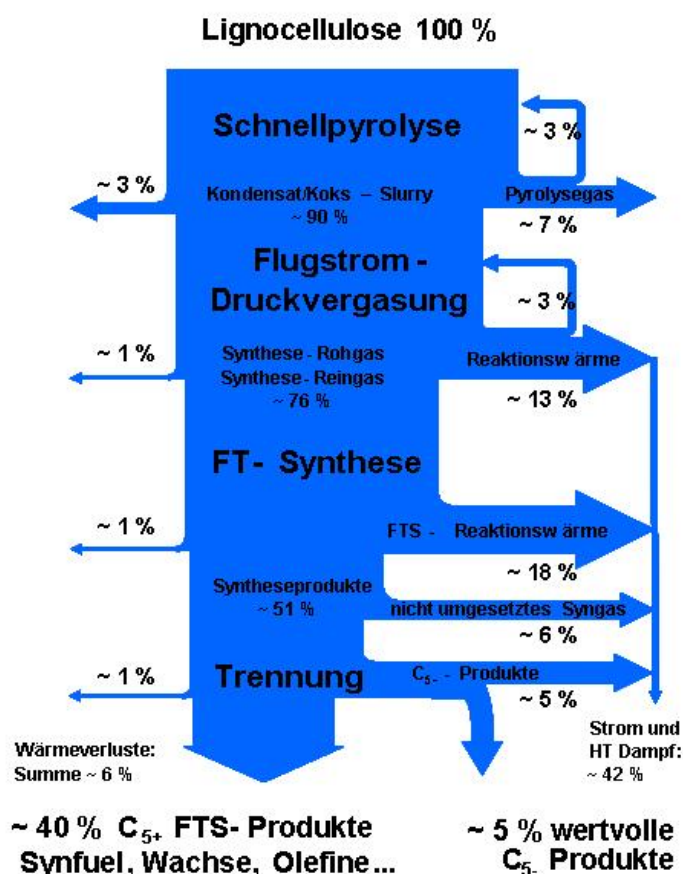 Lignocellulose 100 %
Schnellpyrolyse
~ 3 %
~ 3 %
Kondensat/Koks – Slurry
~ 90 %
Pyrolysegas
~ 7 %
Flugstrom -
Druckvergasung
~ 3 %
~ 1 %
Synthese - Rohgas
Synthese - Reingas
~ 76 %
Reaktionsw ärme
~ 13 %
FT- Synthese
~ 1 %
FTS - Reaktionsw ärme
~ 18 %
Syntheseprodukte
~ 51 %
nicht umgesetztes Syngas
~ 6 %
~ 1 %
Trennung
C5- - Produkte
~ 5 %
Wärmeverluste:
Summe ~ 6 %
Strom und
HT Dampf:
~ 42 %
~ 40 % C5+ FTS- Produkte
Synfuel, Wachse, Olefine...
~ 5 % wertvolle
C5- Produkte